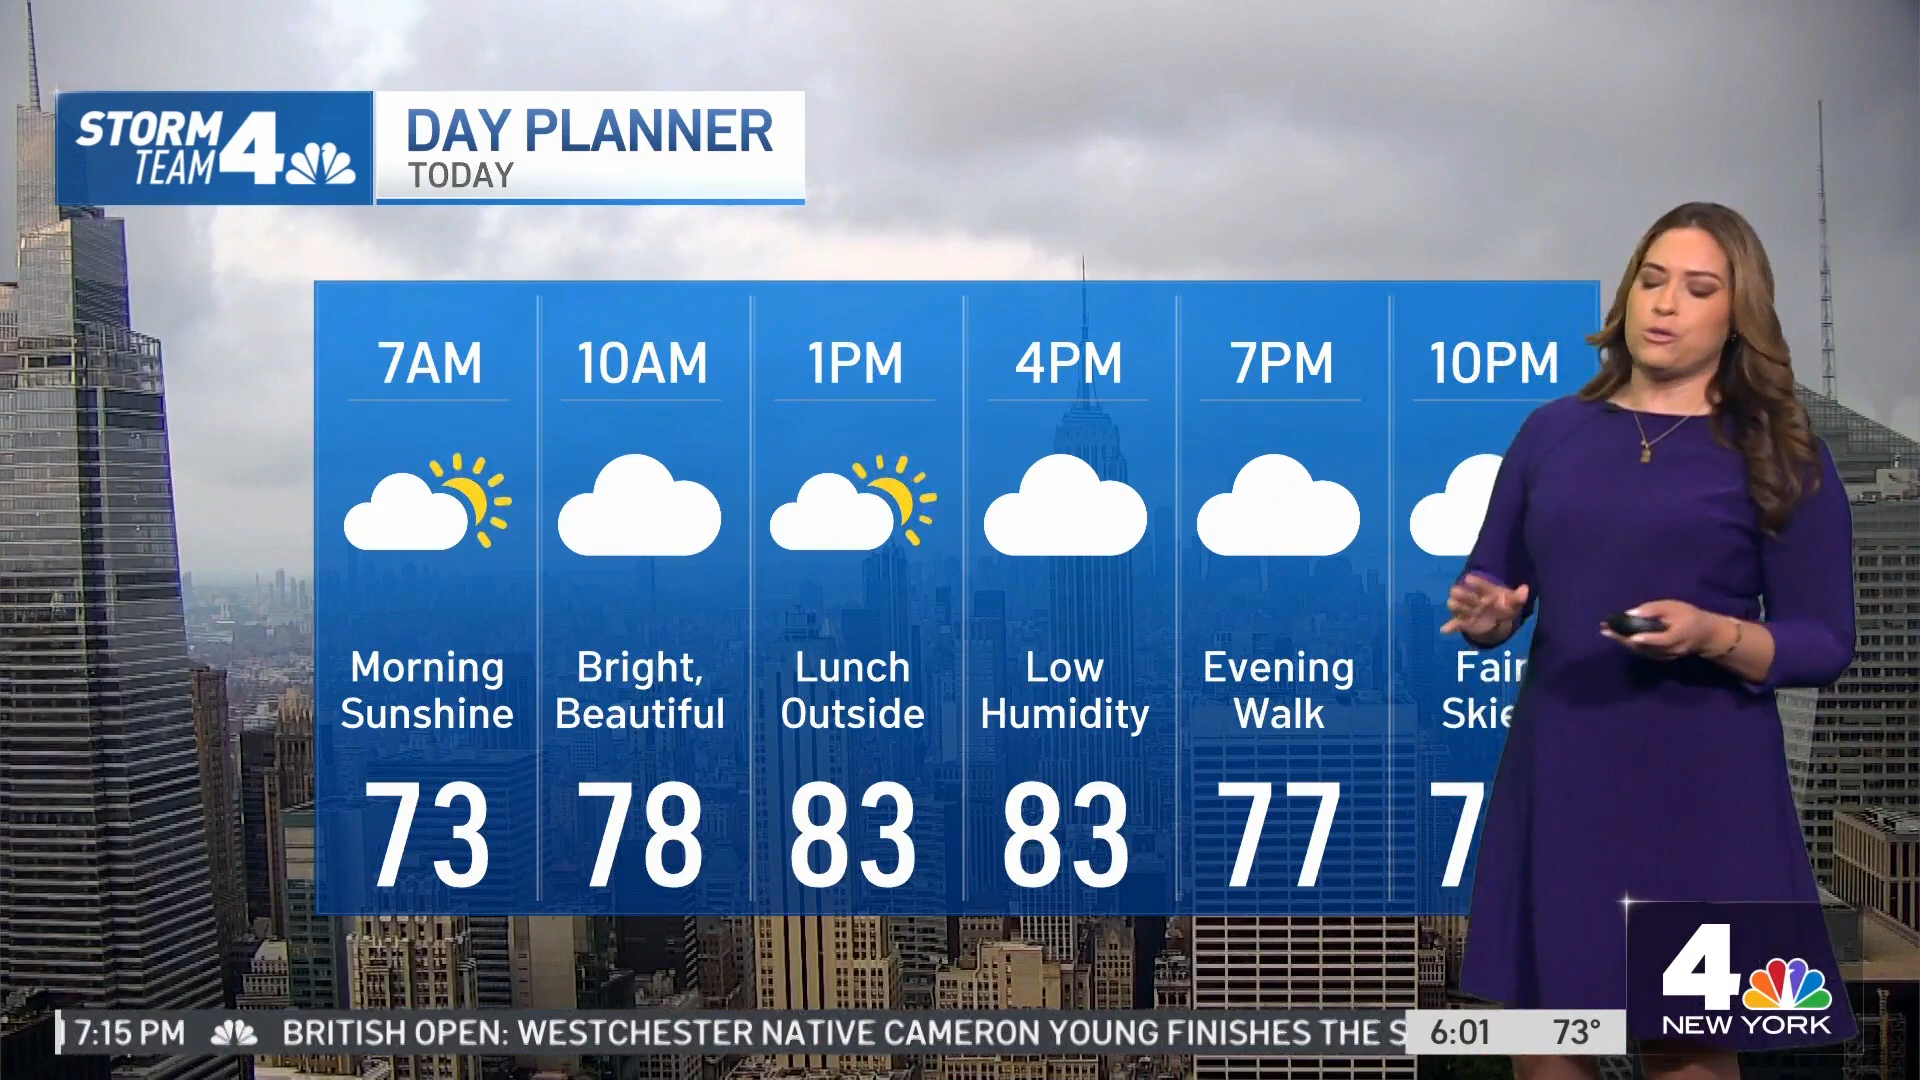 STORM
TEAM 4
DAY PLANNER
TODAY
7AM
10AM
1PM
4PM
7PM
10PM
Morning
Sunshine
Bright,
Beautiful
Lunch
Outside
Low
Humidity
Evening
Walk
Fair
Skie
73
78
83
83
77
7
4
NEW YORK
7:15 PM BRITISH OPEN: WESTCHESTER NATIVE CAMERON YOUNG FINISHES THE S
6:01 73°